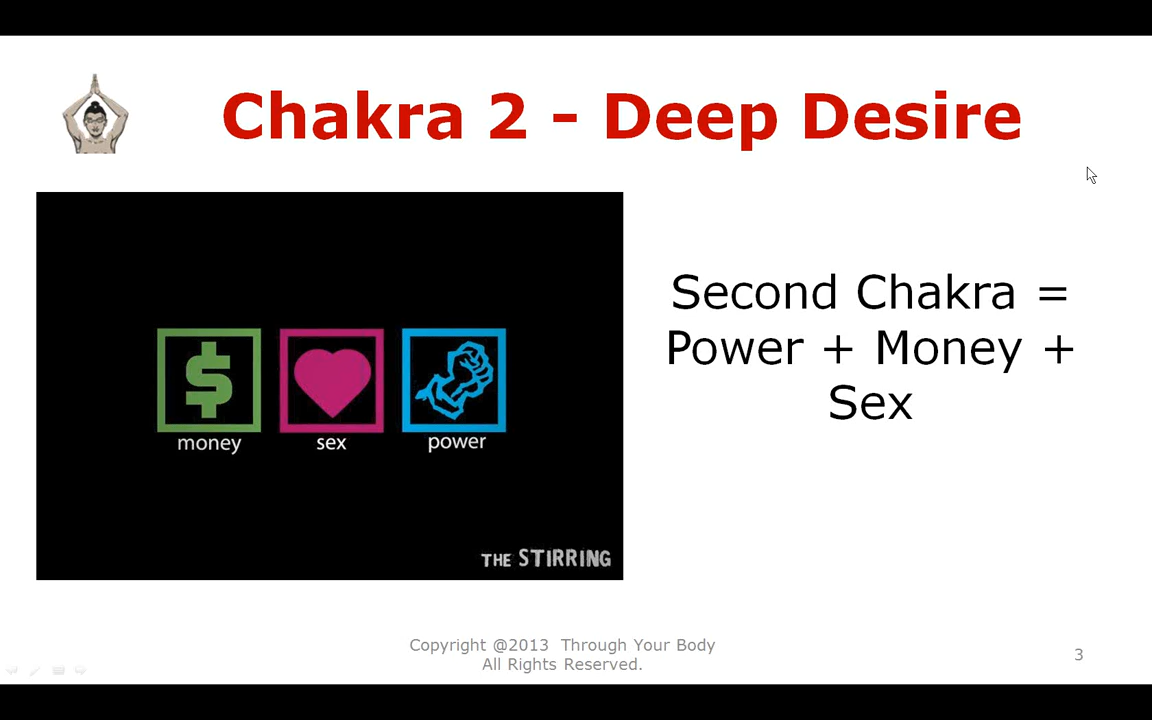 Chakra 2 - Deep Desire
$
money
sex
power
THE STIRRING
Second Chakra =
Power + Money +
Sex
Copyright @2013  Through Your Body
All Rights Reserved.
3